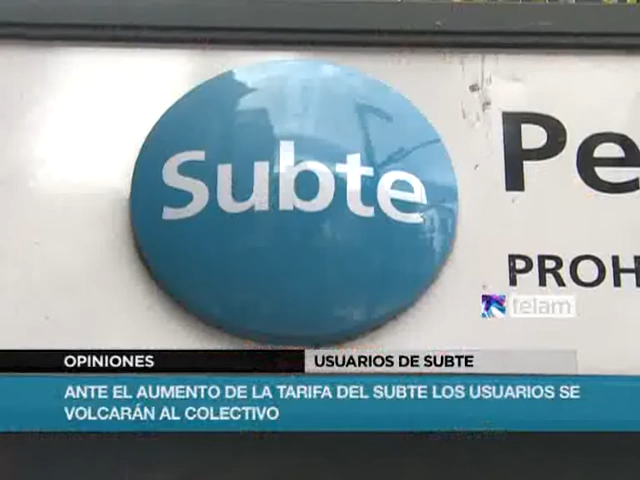 Subte
Pe
PROH
telam
OPINIONES
USUARIOS DE SUBTE
ANTE EL AUMENTO DE LA TARIFA DEL SUBTE LOS USUARIOS SE
VOLCARÁN AL COLECTIVO